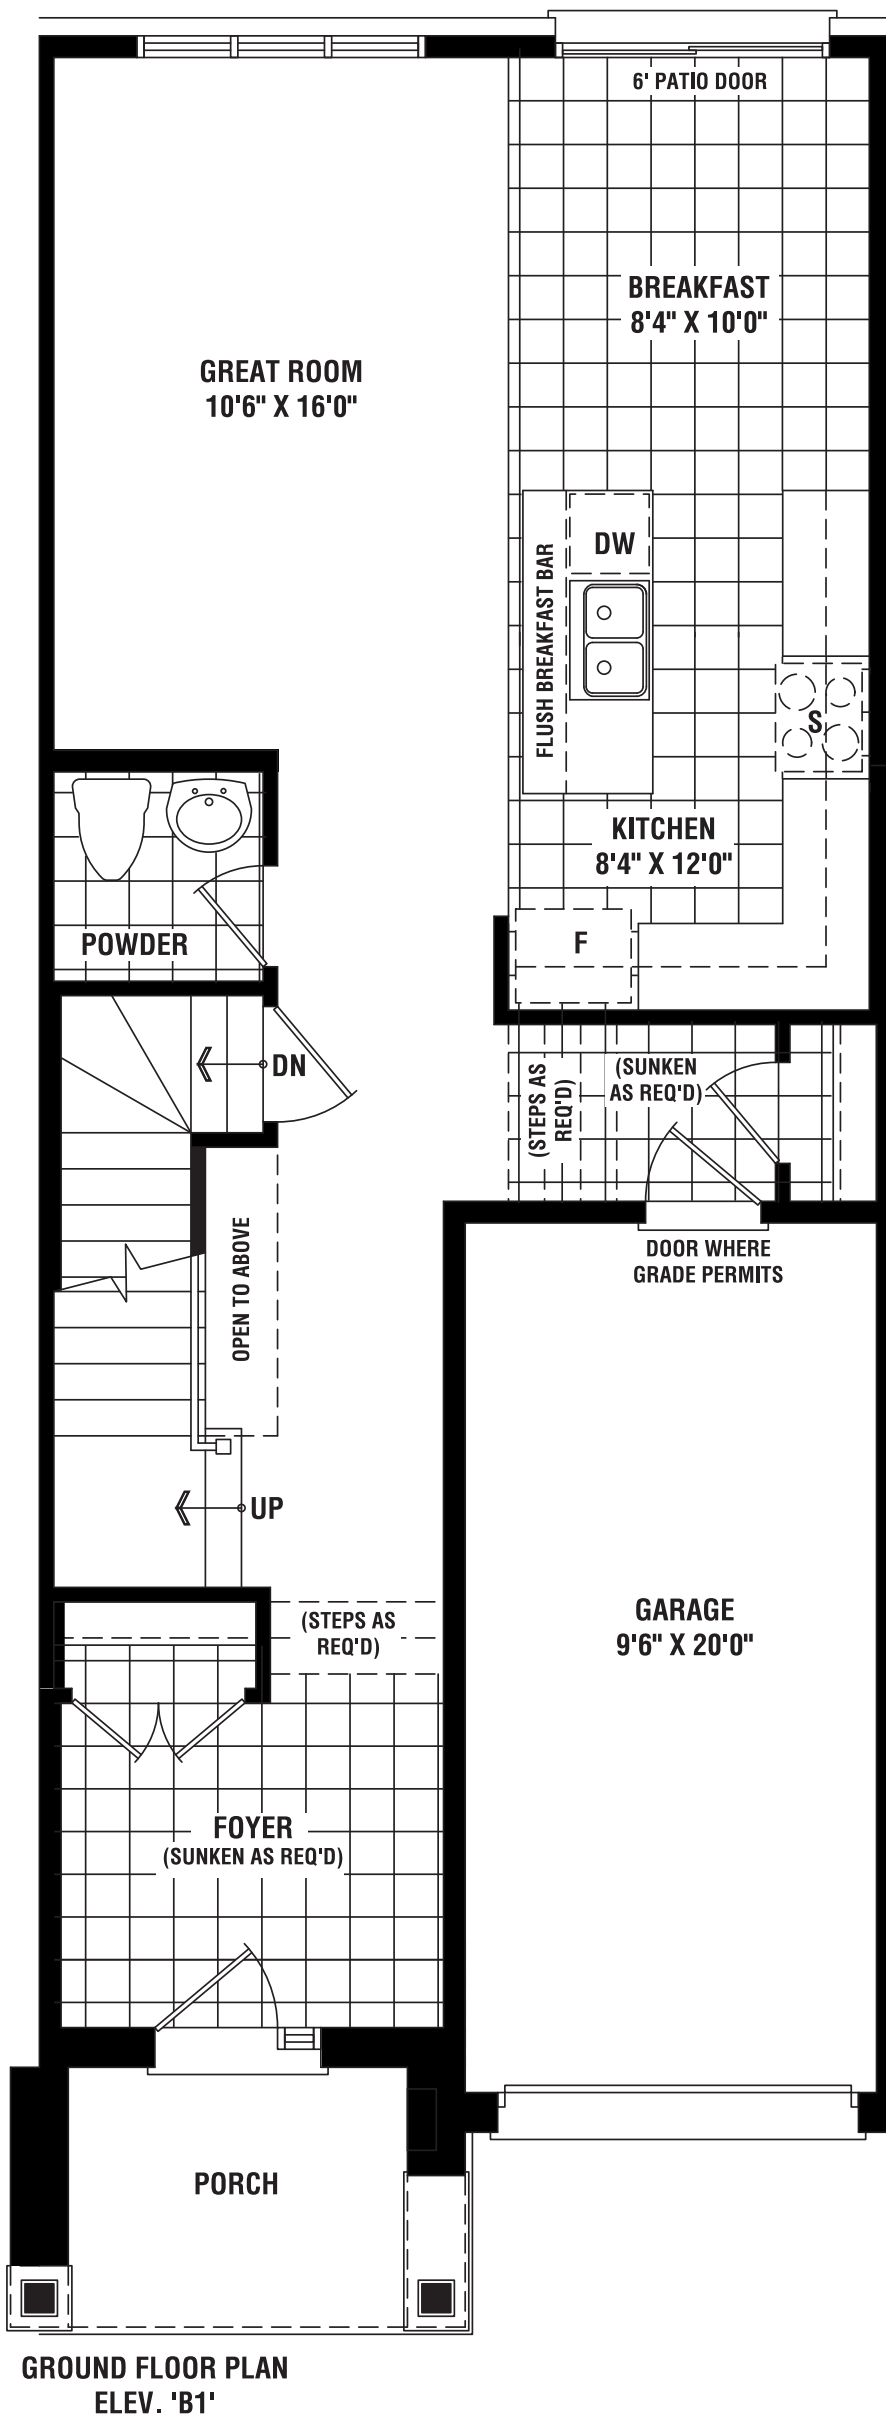 6' PATIO DOOR
BREAKFAST
8'4" X 10'0"
GREAT ROOM
10'6" X 16'0"
DW
FLUSH BREAKFAST BAR
S
KITCHEN
8'4" X 12'0"
F
POWDER
DN
(STEPS AS
REQ'D)
(SUNKEN
AS REQ'D)
OPEN TO ABOVE
DOOR WHERE
GRADE PERMITS
UP
(STEPS AS
REQ'D)
GARAGE
9'6" X 20'0"
FOYER
(SUNKEN AS REQ'D)
PORCH
GROUND FLOOR PLAN
ELEV. 'B1'